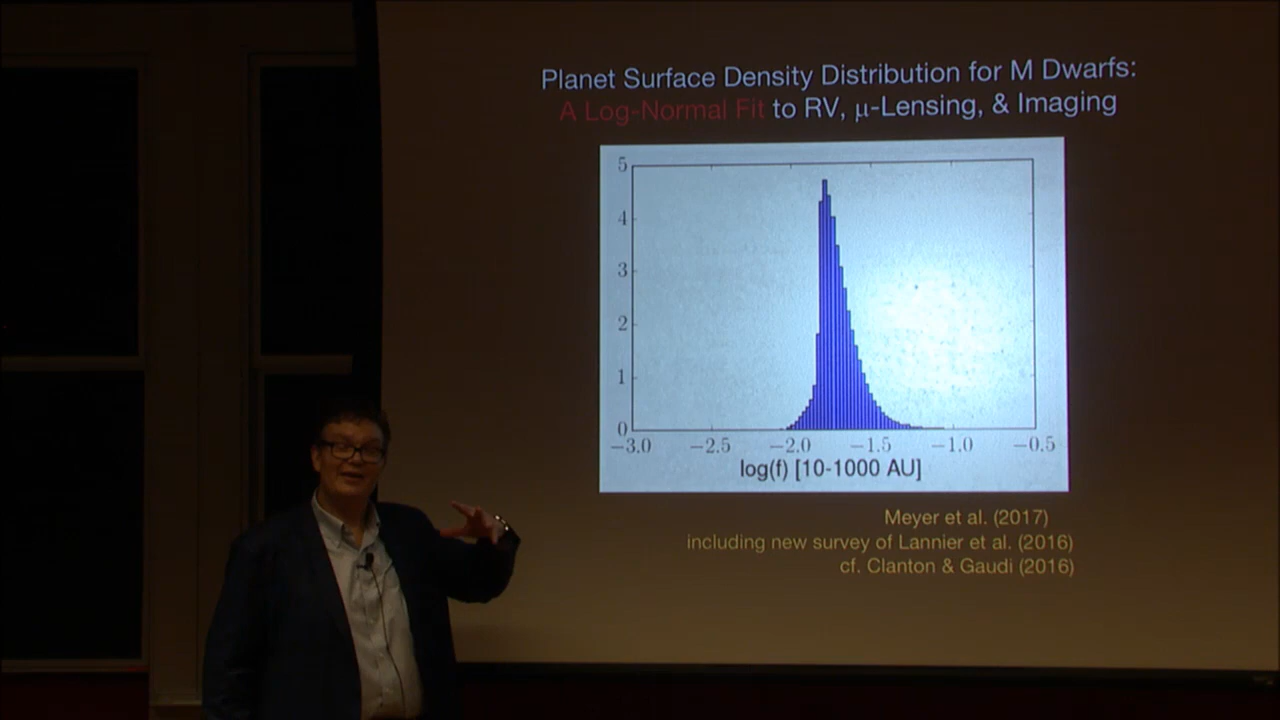 Planet Surface Density Distribution for M Dwarfs:
A Log-Normal Fit to RV, μ-Lensing, & Imaging
5
4
3
2
1
0
−3.0 −2.5 −2.0 −1.5 −1.0 −0.5
log(f) [10-1000 AU]
Meyer et al. (2017)
including new survey of Lannier et al. (2016)
cf. Clanton & Gaudi (2016)